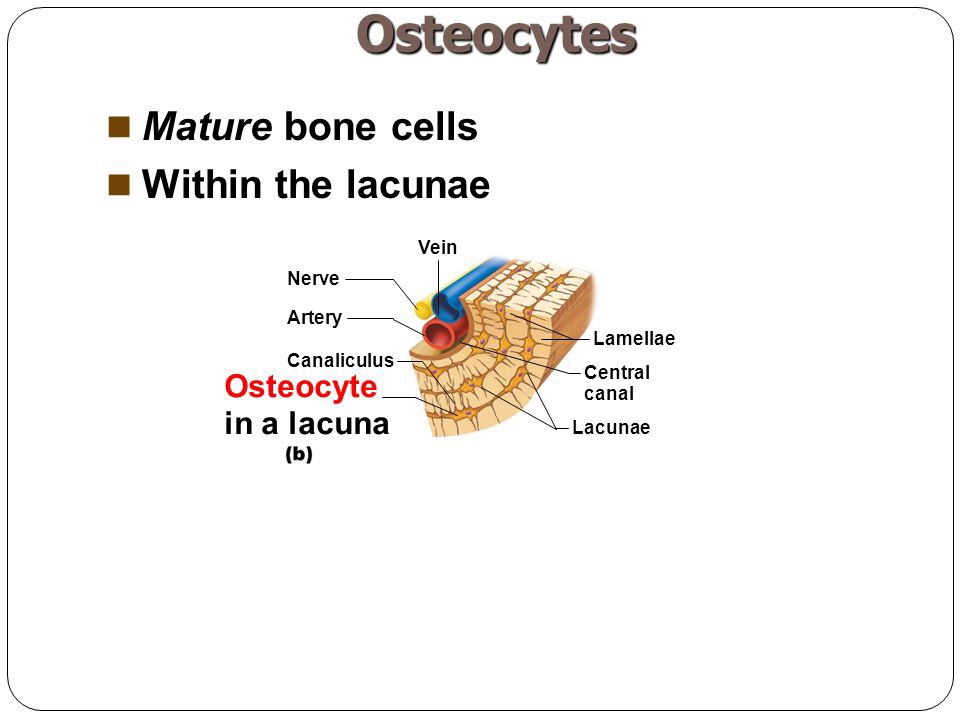 Osteocytes
Mature bone cells
Within the lacunae
Vein
Nerve
Artery
Canaliculus
Osteocyte
in a lacuna
(b)
Lamellae
Central
canal
Lacunae